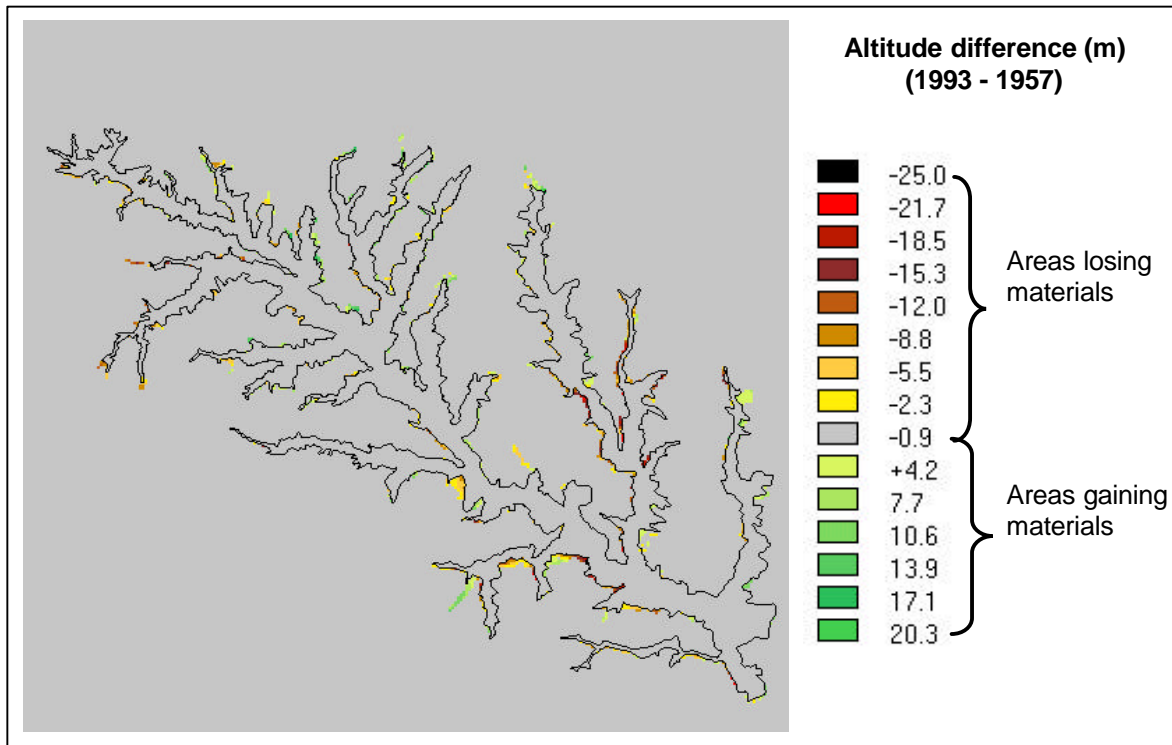 Altitude difference (m)
(1993 - 1957)
-25.0
-21.7
-18.5
-15.3
-12.0
-8.8
-5.5
-2.3
-0.9
+4.2
7.7
10.6
13.9
17.1
20.3
Areas losing
materials
Areas gaining
materials